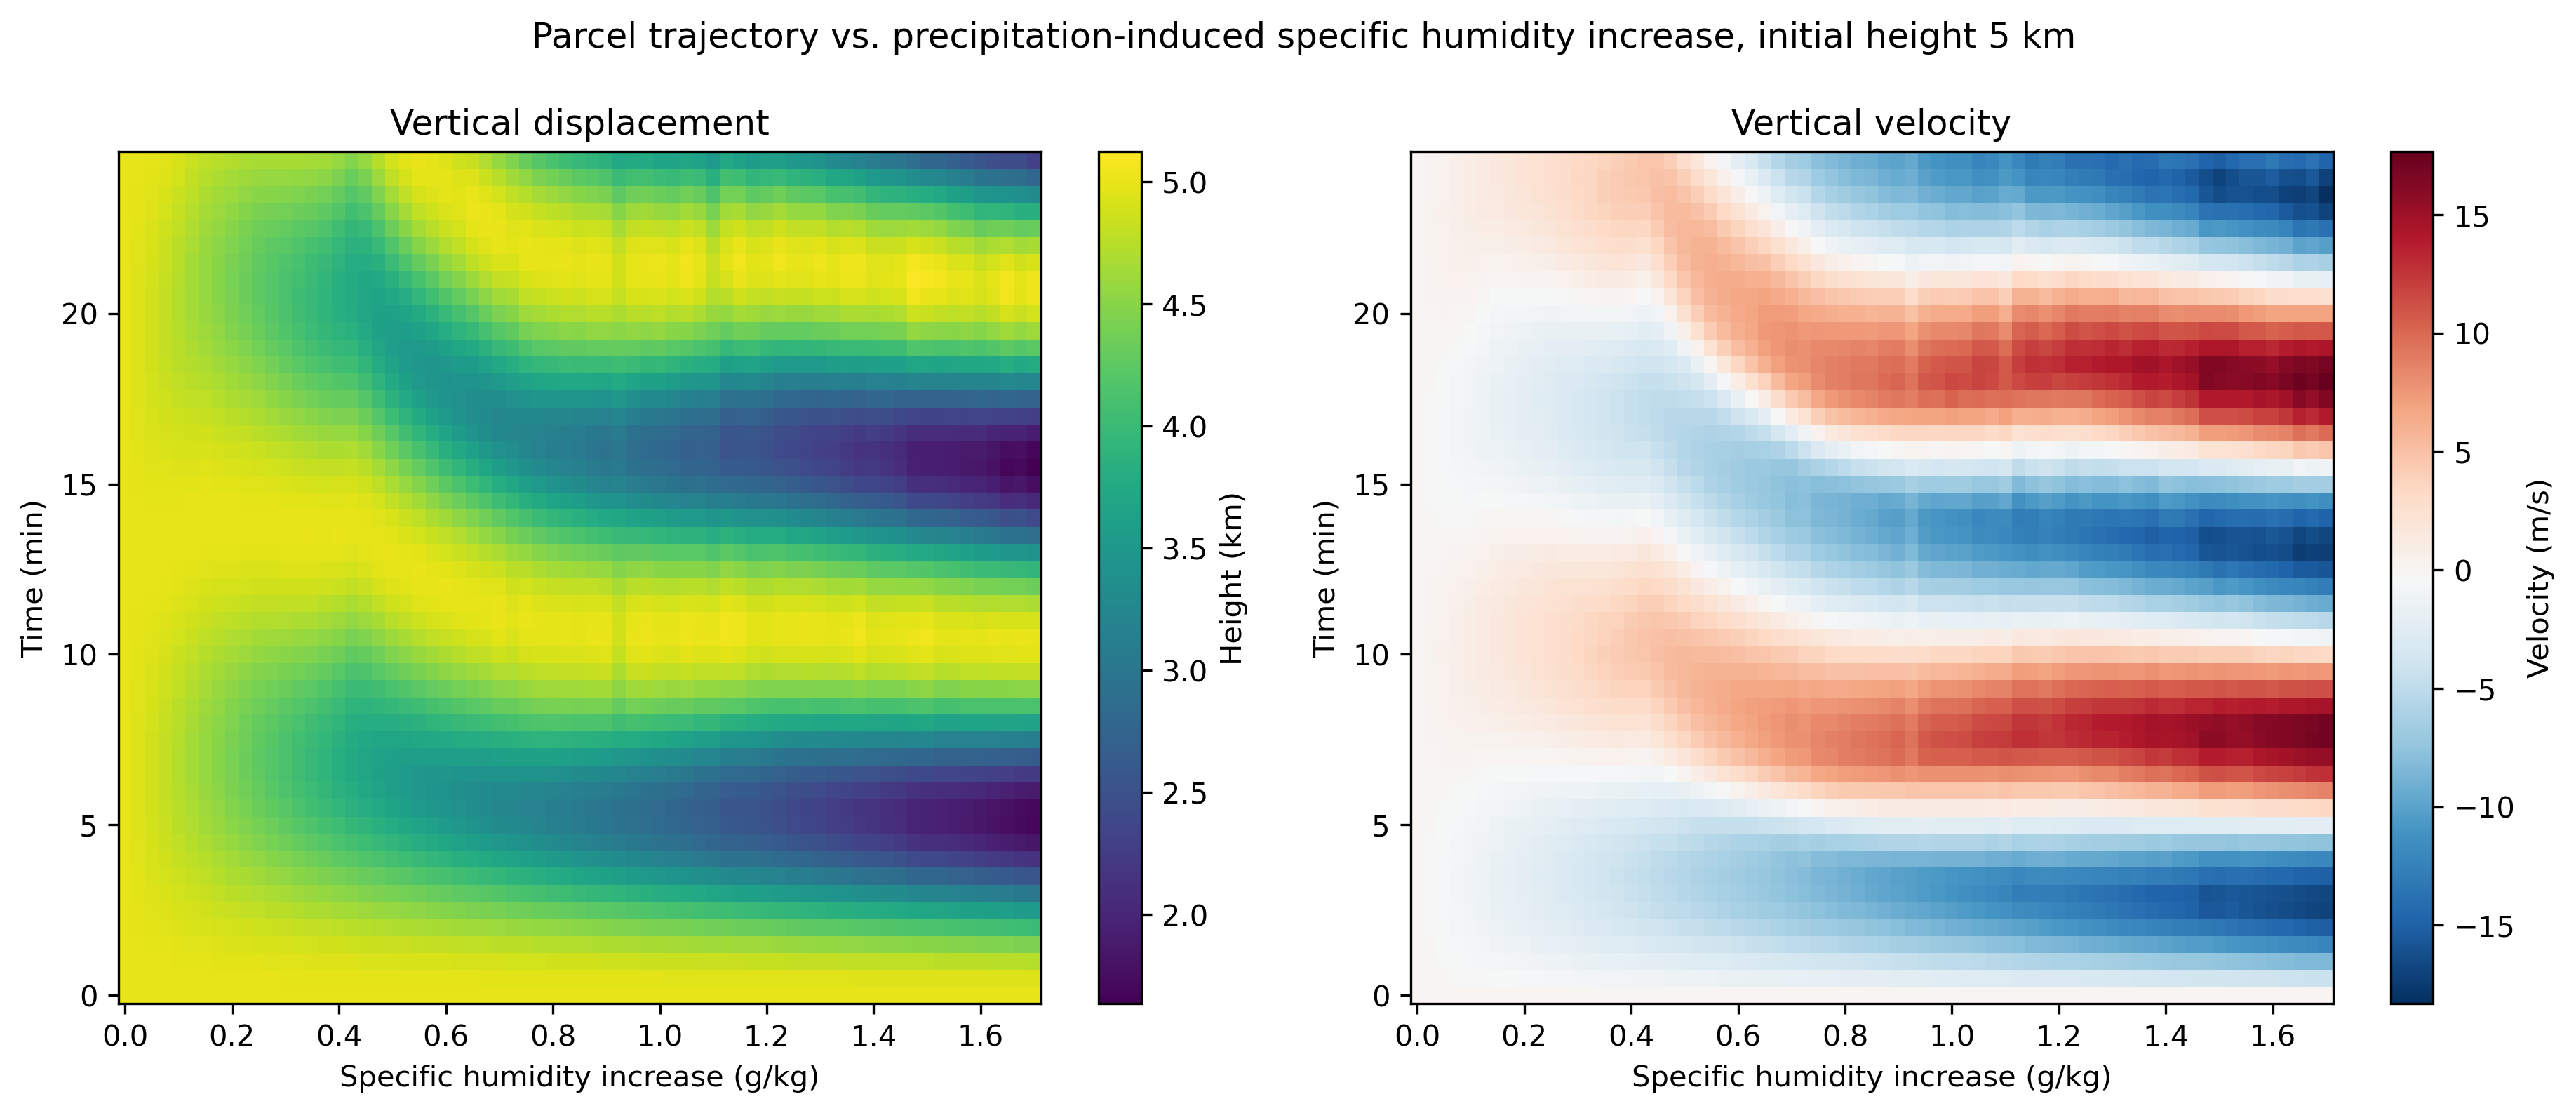 Parcel trajectory vs. precipitation-induced specific humidity increase, initial height 5 km
Vertical displacement
Time (min)
20
15
10
5
0
0.0 0.2 0.4 0.6 0.8 1.0 1.2 1.4 1.6
Specific humidity increase (g/kg)
5.0
4.5
4.0
3.5
3.0
2.5
2.0
Height (km)
Vertical velocity
Time (min)
20
15
10
5
0
0.0 0.2 0.4 0.6 0.8 1.0 1.2 1.4 1.6
Specific humidity increase (g/kg)
15
10
5
0
−5
−10
−15
Velocity (m/s)